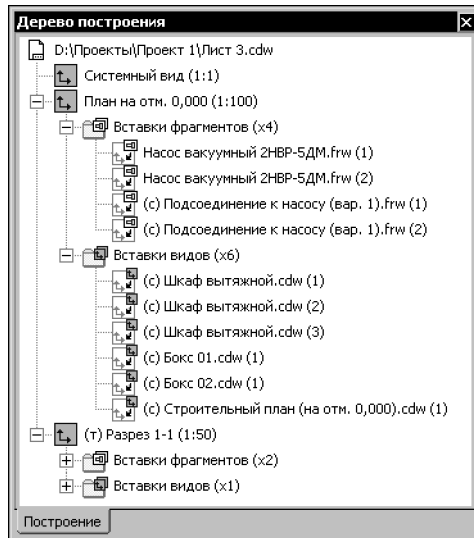 Дерево построения
D:\Проекты\Проект 1\Лист 3.cdw
Системный вид (1:1)
План на отм. 0,000 (1:100)
Вставки фрагментов (x4)
Насос вакуумный 2НВР-5ДМ.frw (1)
Насос вакуумный 2НВР-5ДМ.frw (2)
(с) Подсоединение к насосу (вар. 1).frw (1)
(с) Подсоединение к насосу (вар. 1).frw (2)
Вставки видов (x6)
(с) Шкаф вытяжной.cdw (1)
(с) Шкаф вытяжной.cdw (2)
(с) Шкаф вытяжной.cdw (3)
(с) Бокс 01.cdw (1)
(с) Бокс 02.cdw (1)
(с) Строительный план (на отм. 0,000).cdw (1)
(т) Разрез 1-1 (1:50)
Вставки фрагментов (x2)
Вставки видов (x1)
Построение